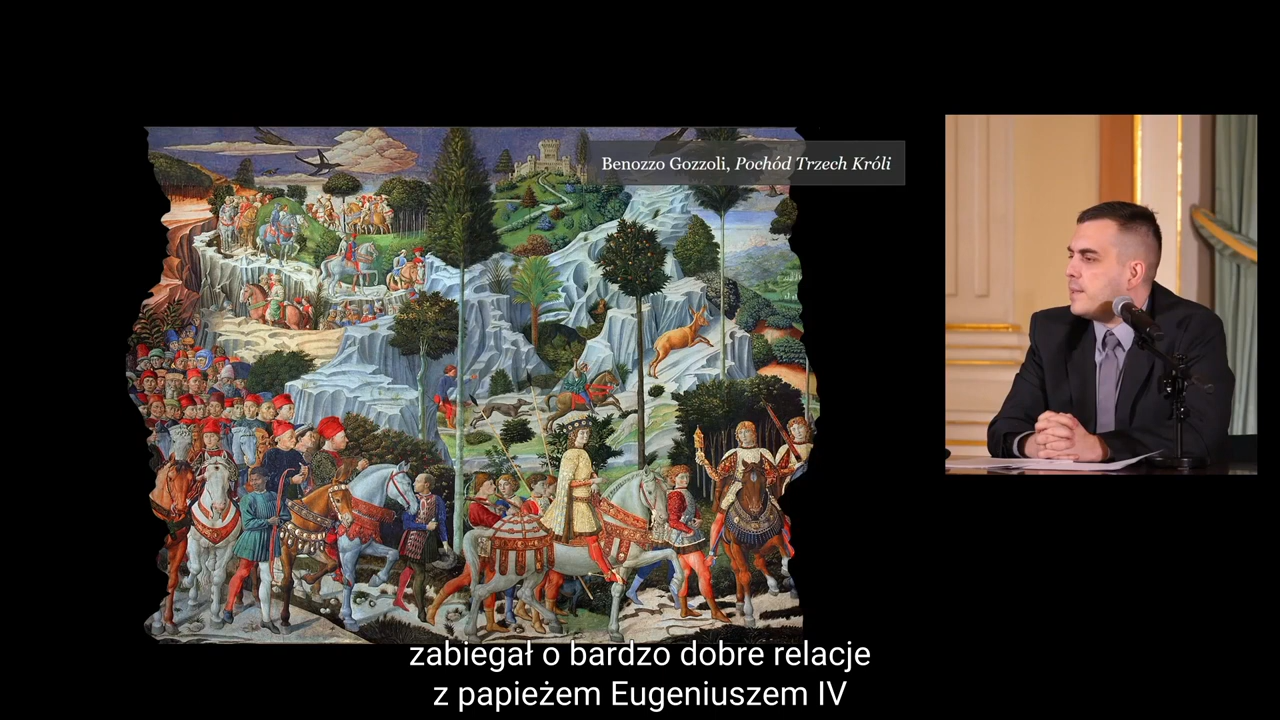 Benozzo Gozzoli, Pochód Trzech Króli
zabiegał o bardzo dobre relacje
z papieżem Eugeniuszem IV